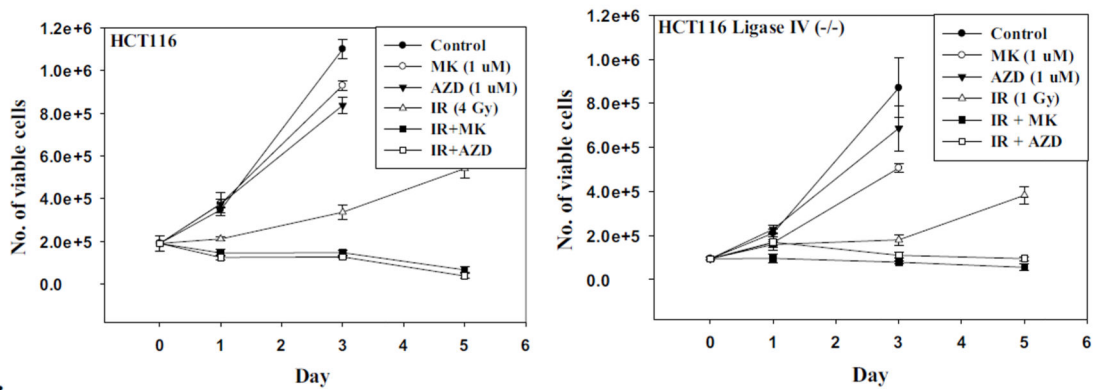 HCT116
Control
MK (1 uM)
AZD (1 uM)
IR (4 Gy)
IR+MK
IR+AZD
No. of viable cells
1.2e+6
1.0e+6
8.0e+5
6.0e+5
4.0e+5
2.0e+5
0.0
0 1 2 3 4 5 6
Day
HCT116 Ligase IV (-/-)
Control
MK (1 uM)
AZD (1 uM)
IR (1 Gy)
IR + MK
IR + AZD
No. of viable cells
1.2e+6
1.0e+6
8.0e+5
6.0e+5
4.0e+5
2.0e+5
0.0
0 1 2 3 4 5 6
Day